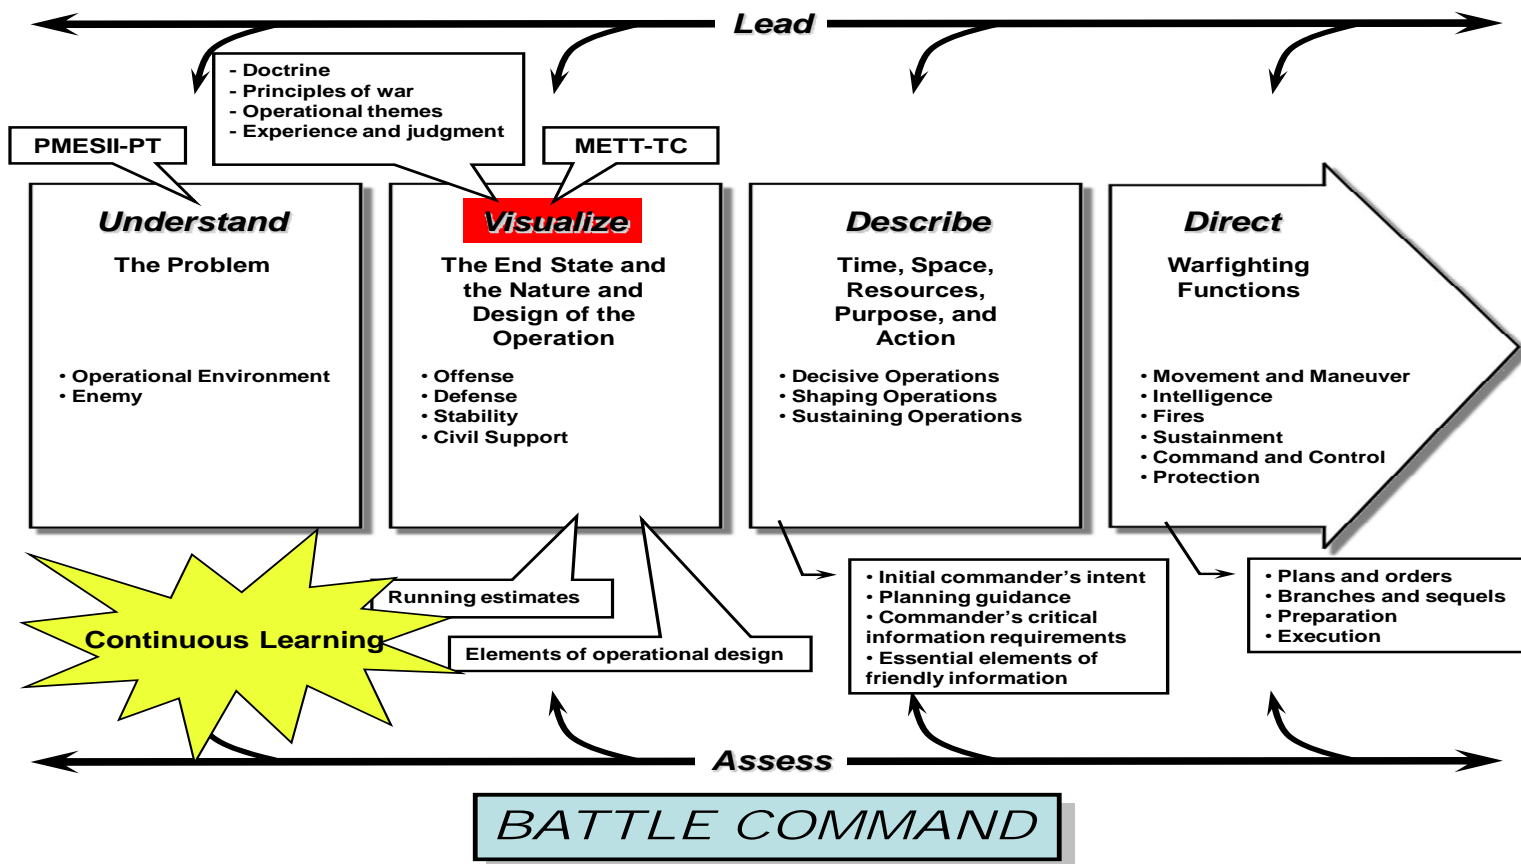 Lead
- Doctrine
- Principles of war
- Operational themes
- Experience and judgment
PMESII-PT
METT-TC
Understand
The Problem
• Operational Environment
• Enemy
Visualize
The End State and
the Nature and
Design of the
Operation
• Offense
• Defense
• Stability
• Civil Support
Describe
Time, Space,
Resources,
Purpose, and
Action
• Decisive Operations
• Shaping Operations
• Sustaining Operations
Direct
Warfighting
Functions
• Movement and Maneuver
• Intelligence
• Fires
• Sustainment
• Command and Control
• Protection
Continuous Learning
Running estimates
Elements of operational design
• Initial commander’s intent
• Planning guidance
• Commander’s critical
information requirements
• Essential elements of
friendly information
• Plans and orders
• Branches and sequels
• Preparation
• Execution
Assess
BATTLE COMMAND